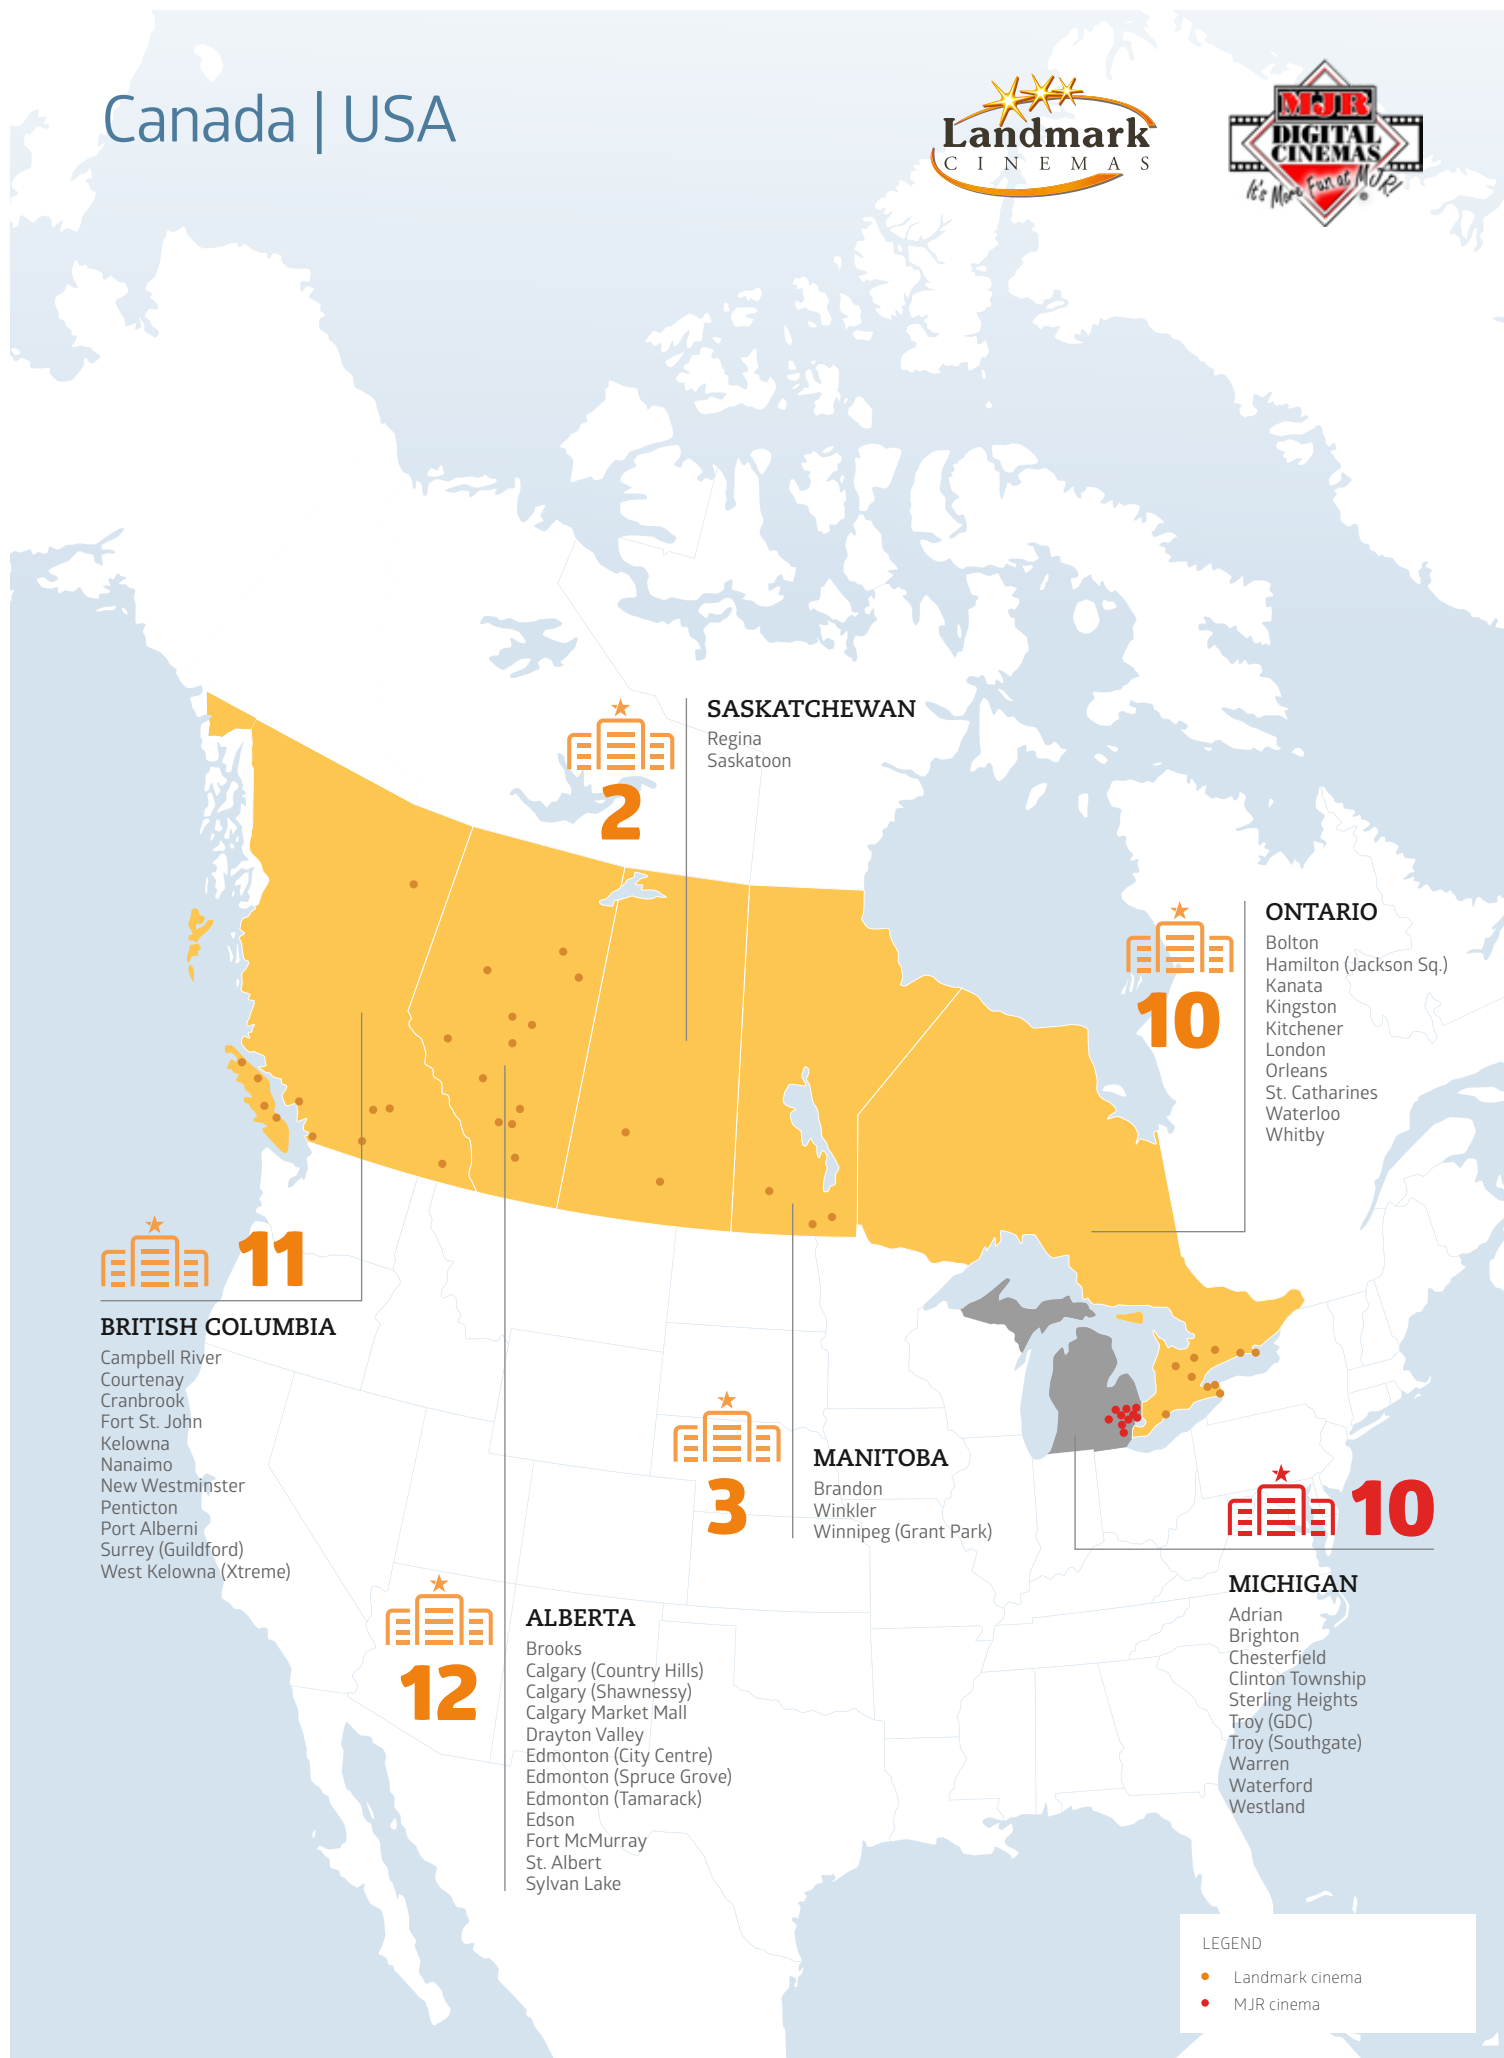 Canada | USA
Landmark
CINEMAS
MJR
DIGITAL
CINEMAS
It's More Fun at MJR!
®
SASKATCHEWAN
Regina
Saskatoon
2
ONTARIO
Bolton
Hamilton (Jackson Sq.)
Kanata
Kingston
Kitchener
London
Orleans
St. Catharines
Waterloo
Whitby
10
11
BRITISH COLUMBIA
Campbell River
Courtenay
Cranbrook
Fort St. John
Kelowna
Nanaimo
New Westminster
Penticton
Port Alberni
Surrey (Guildford)
West Kelowna (Xtreme)
MANITOBA
Brandon
Winkler
Winnipeg (Grant Park)
3
10
MICHIGAN
Adrian
Brighton
Chesterfield
Clinton Township
Sterling Heights
Troy (GDC)
Troy (Southgate)
Warren
Waterford
Westland
12
ALBERTA
Brooks
Calgary (Country Hills)
Calgary (Shawnessy)
Calgary Market Mall
Drayton Valley
Edmonton (City Centre)
Edmonton (Spruce Grove)
Edmonton (Tamarack)
Edson
Fort McMurray
St. Albert
Sylvan Lake
LEGEND
Landmark cinema
MJR cinema